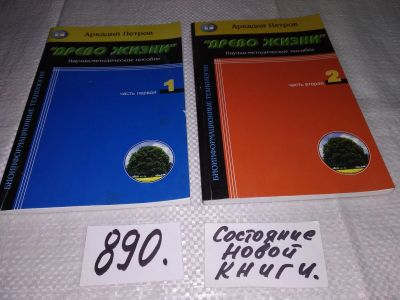 Аркадий Петров
"ДРЕВО ЖИЗНИ"
Научно-методическое пособие
часть первая 1
БИОИНФОРМАЦИОННЫЕ ТЕХНОЛОГИИ
Аркадий Петров
"ДРЕВО ЖИЗНИ"
Научно-методическое пособие
часть вторая 2
БИОИНФОРМАЦИОННЫЕ ТЕХНОЛОГИИ
890.
Состояние
новой
книги.